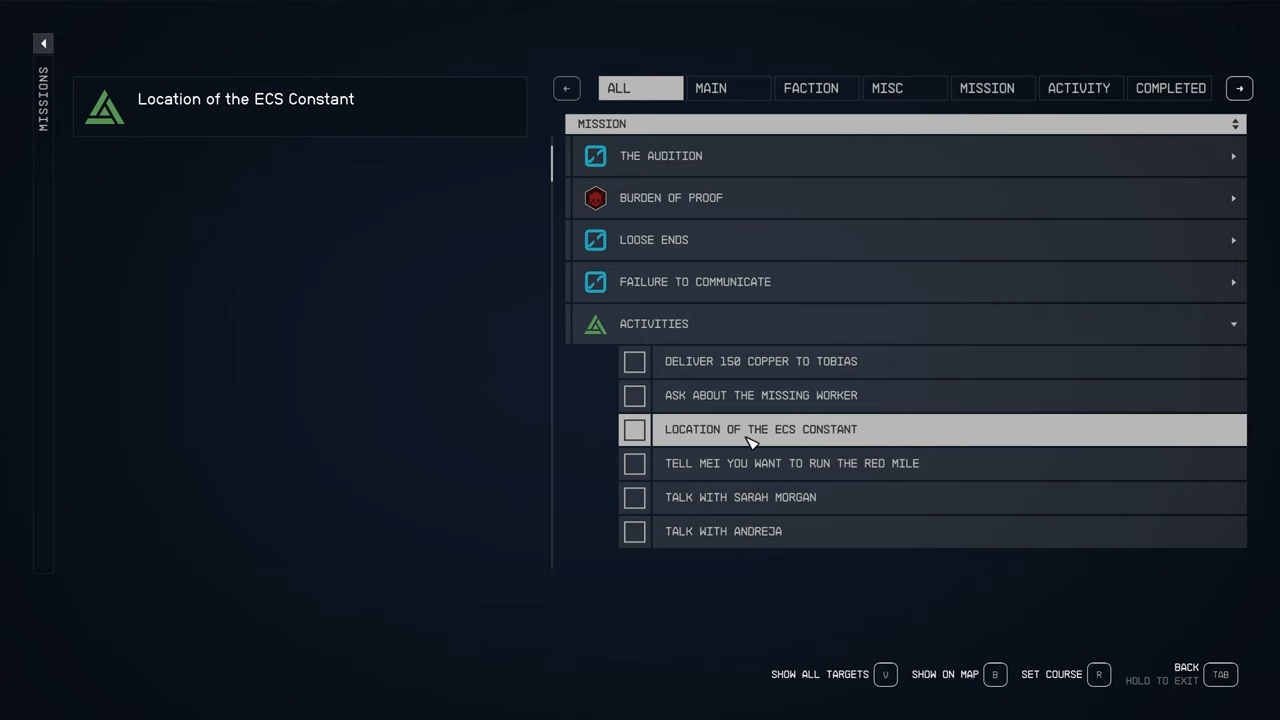 MISSIONS
Location of the ECS Constant
ALL MAIN FACTION MISC MISSION ACTIVITY COMPLETED
MISSION
THE AUDITION
BURDEN OF PROOF
LOOSE ENDS
FAILURE TO COMMUNICATE
ACTIVITIES
DELIVER 150 COPPER TO TOBIAS
ASK ABOUT THE MISSING WORKER
LOCATION OF THE ECS CONSTANT
TELL MEI YOU WANT TO RUN THE RED MILE
TALK WITH SARAH MORGAN
TALK WITH ANDREJA
SHOW ALL TARGETS V SHOW ON MAP B SET COURSE R BACK TAB
HOLD TO EXIT